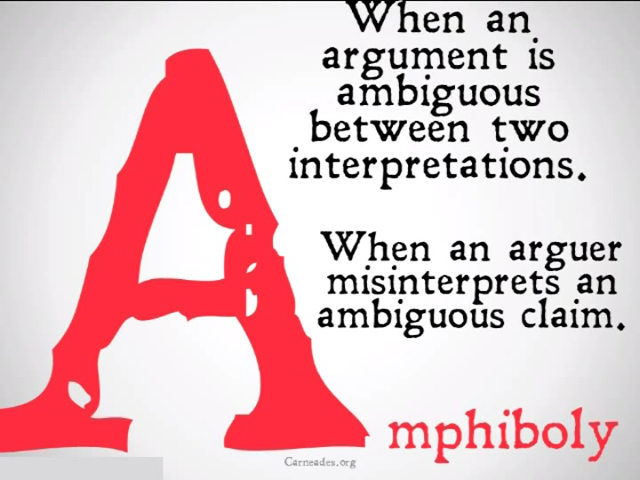 When an
argument is
ambiguous
between two
interpretations.
When an arguer
misinterprets an
ambiguous claim.
Amphiboly
Carneades.org